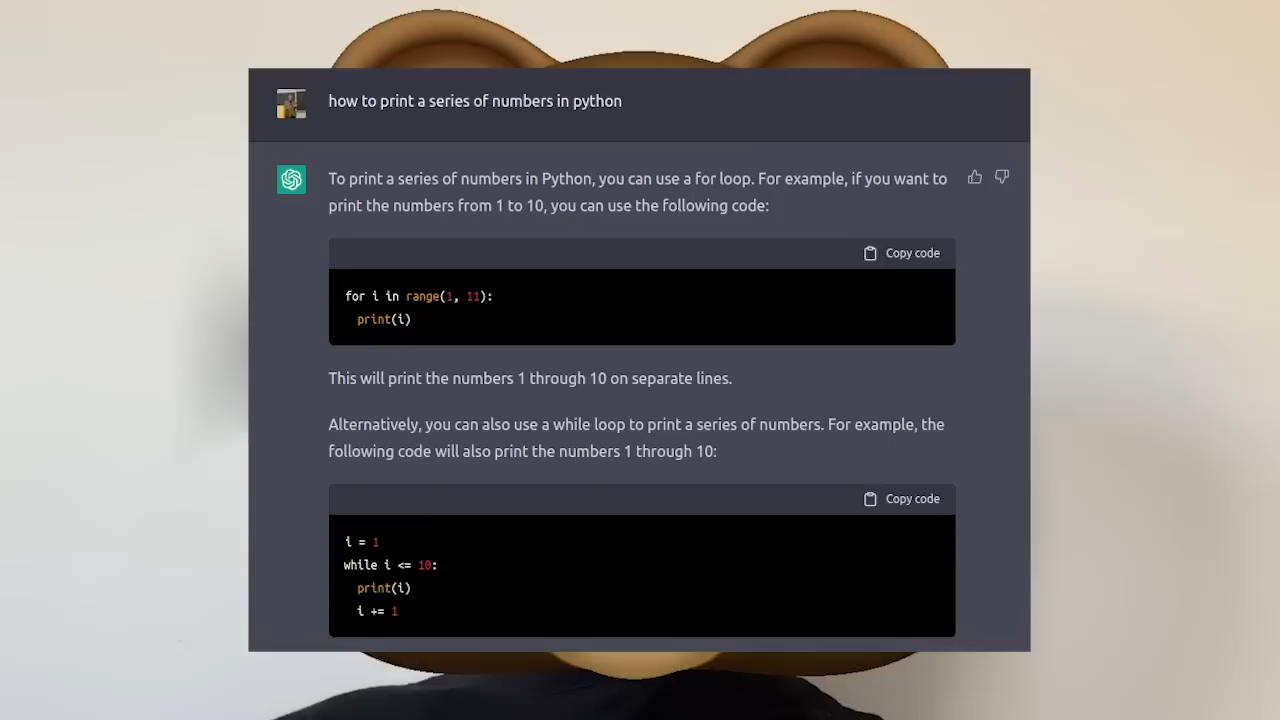 how to print a series of numbers in python
To print a series of numbers in Python, you can use a for loop. For example, if you want to
print the numbers from 1 to 10, you can use the following code:
Copy code
for i in range(1, 11):
  print(i)
This will print the numbers 1 through 10 on separate lines.
Alternatively, you can also use a while loop to print a series of numbers. For example, the
following code will also print the numbers 1 through 10:
Copy code
i = 1
while i <= 10:
  print(i)
  i += 1